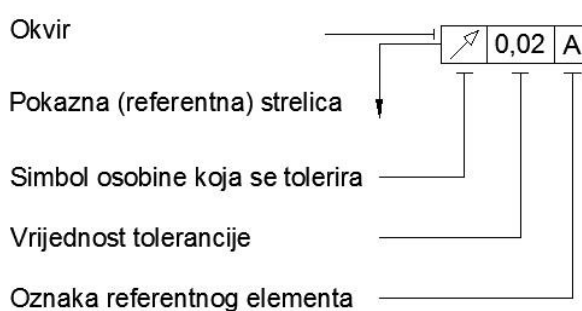 Okvir
0,02 A
Pokazna (referentna) strelica
Simbol osobine koja se tolerira
Vrijednost tolerancije
Oznaka referentnog elementa